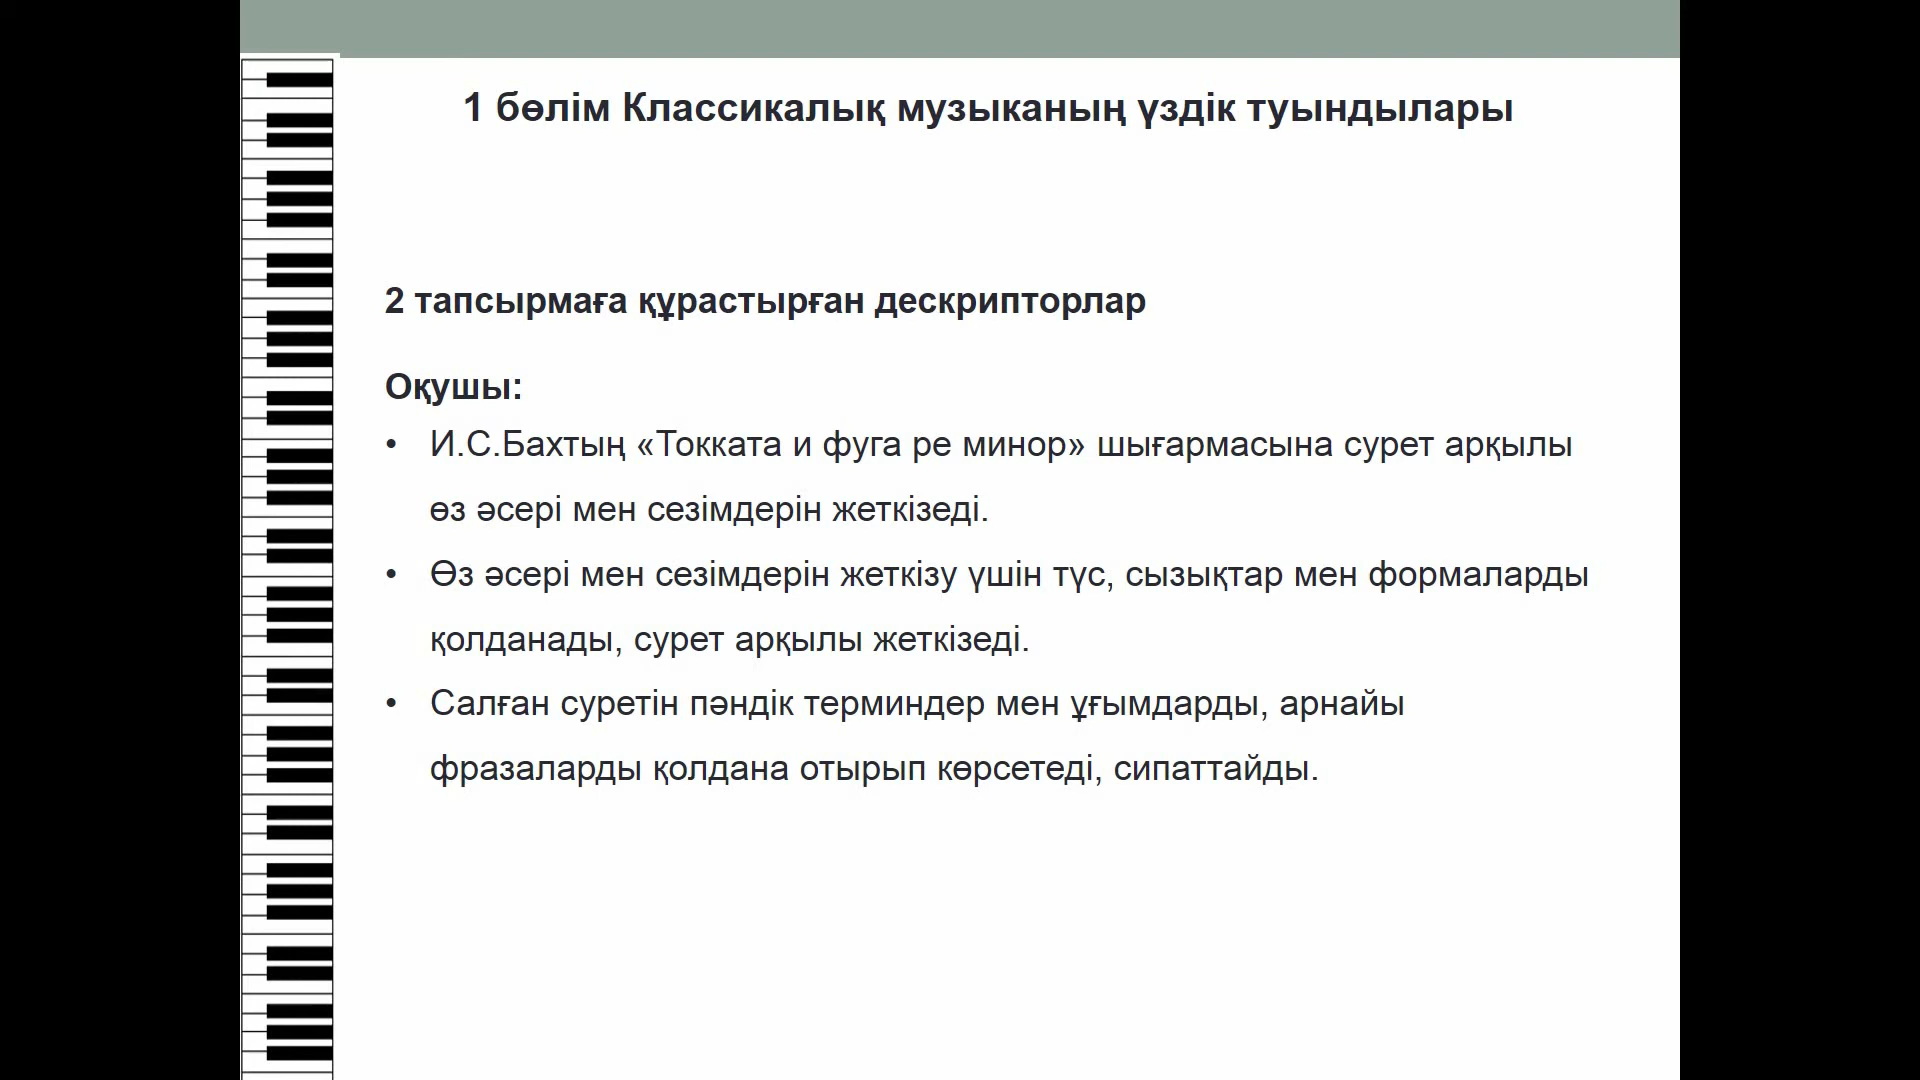 1 бөлім Классикалық музыканың үздік туындылары
2 тапсырмаға құрастырған дескрипторлар
Оқушы:
• И.С.Бахтың «Токката и фуга ре минор» шығармасына сурет арқылы
өз әсері мен сезімдерін жеткізеді.
• Өз әсері мен сезімдерін жеткізу үшін түс, сызықтар мен формаларды
қолданады, сурет арқылы жеткізеді.
• Салған суретін пәндік терминдер мен ұғымдарды, арнайы
фразаларды қолдана отырып көрсетеді, сипаттайды.